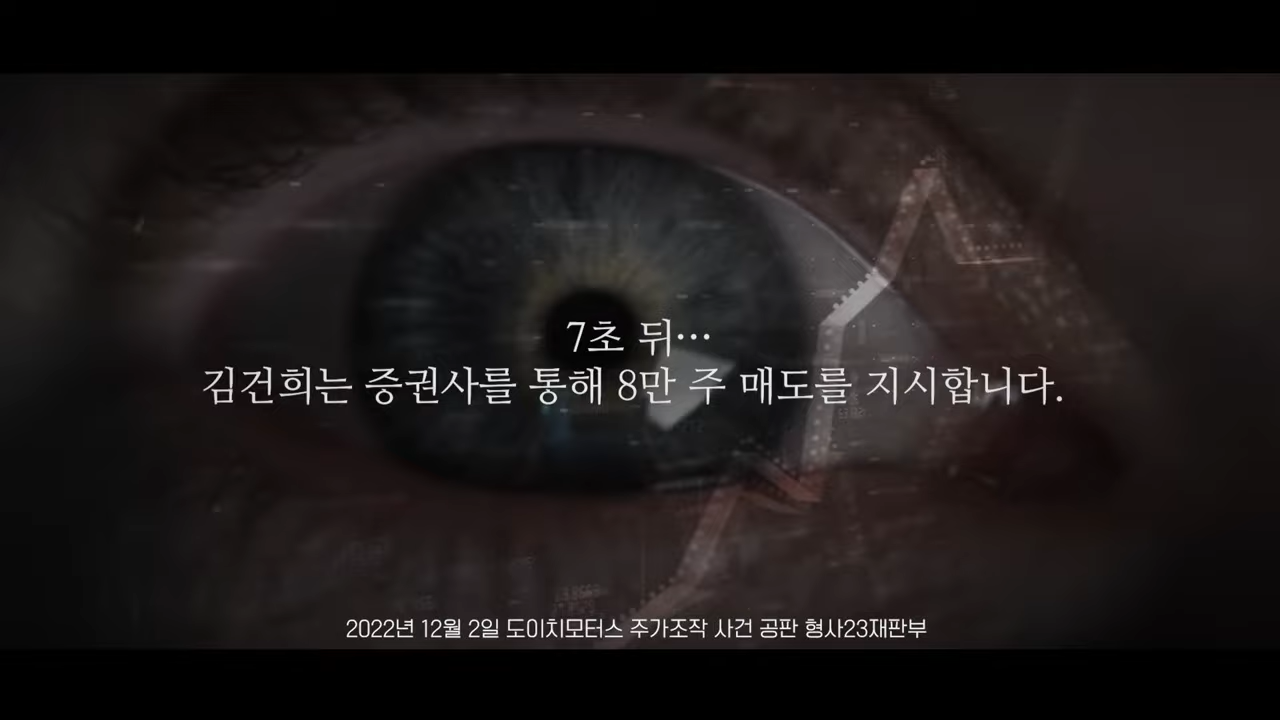 7초 뒤…
김건희는 증권사를 통해 8만 주 매도를 지시합니다.
2022년 12월 2일 도이치모터스 주가조작 사건 공판 형사23재판부